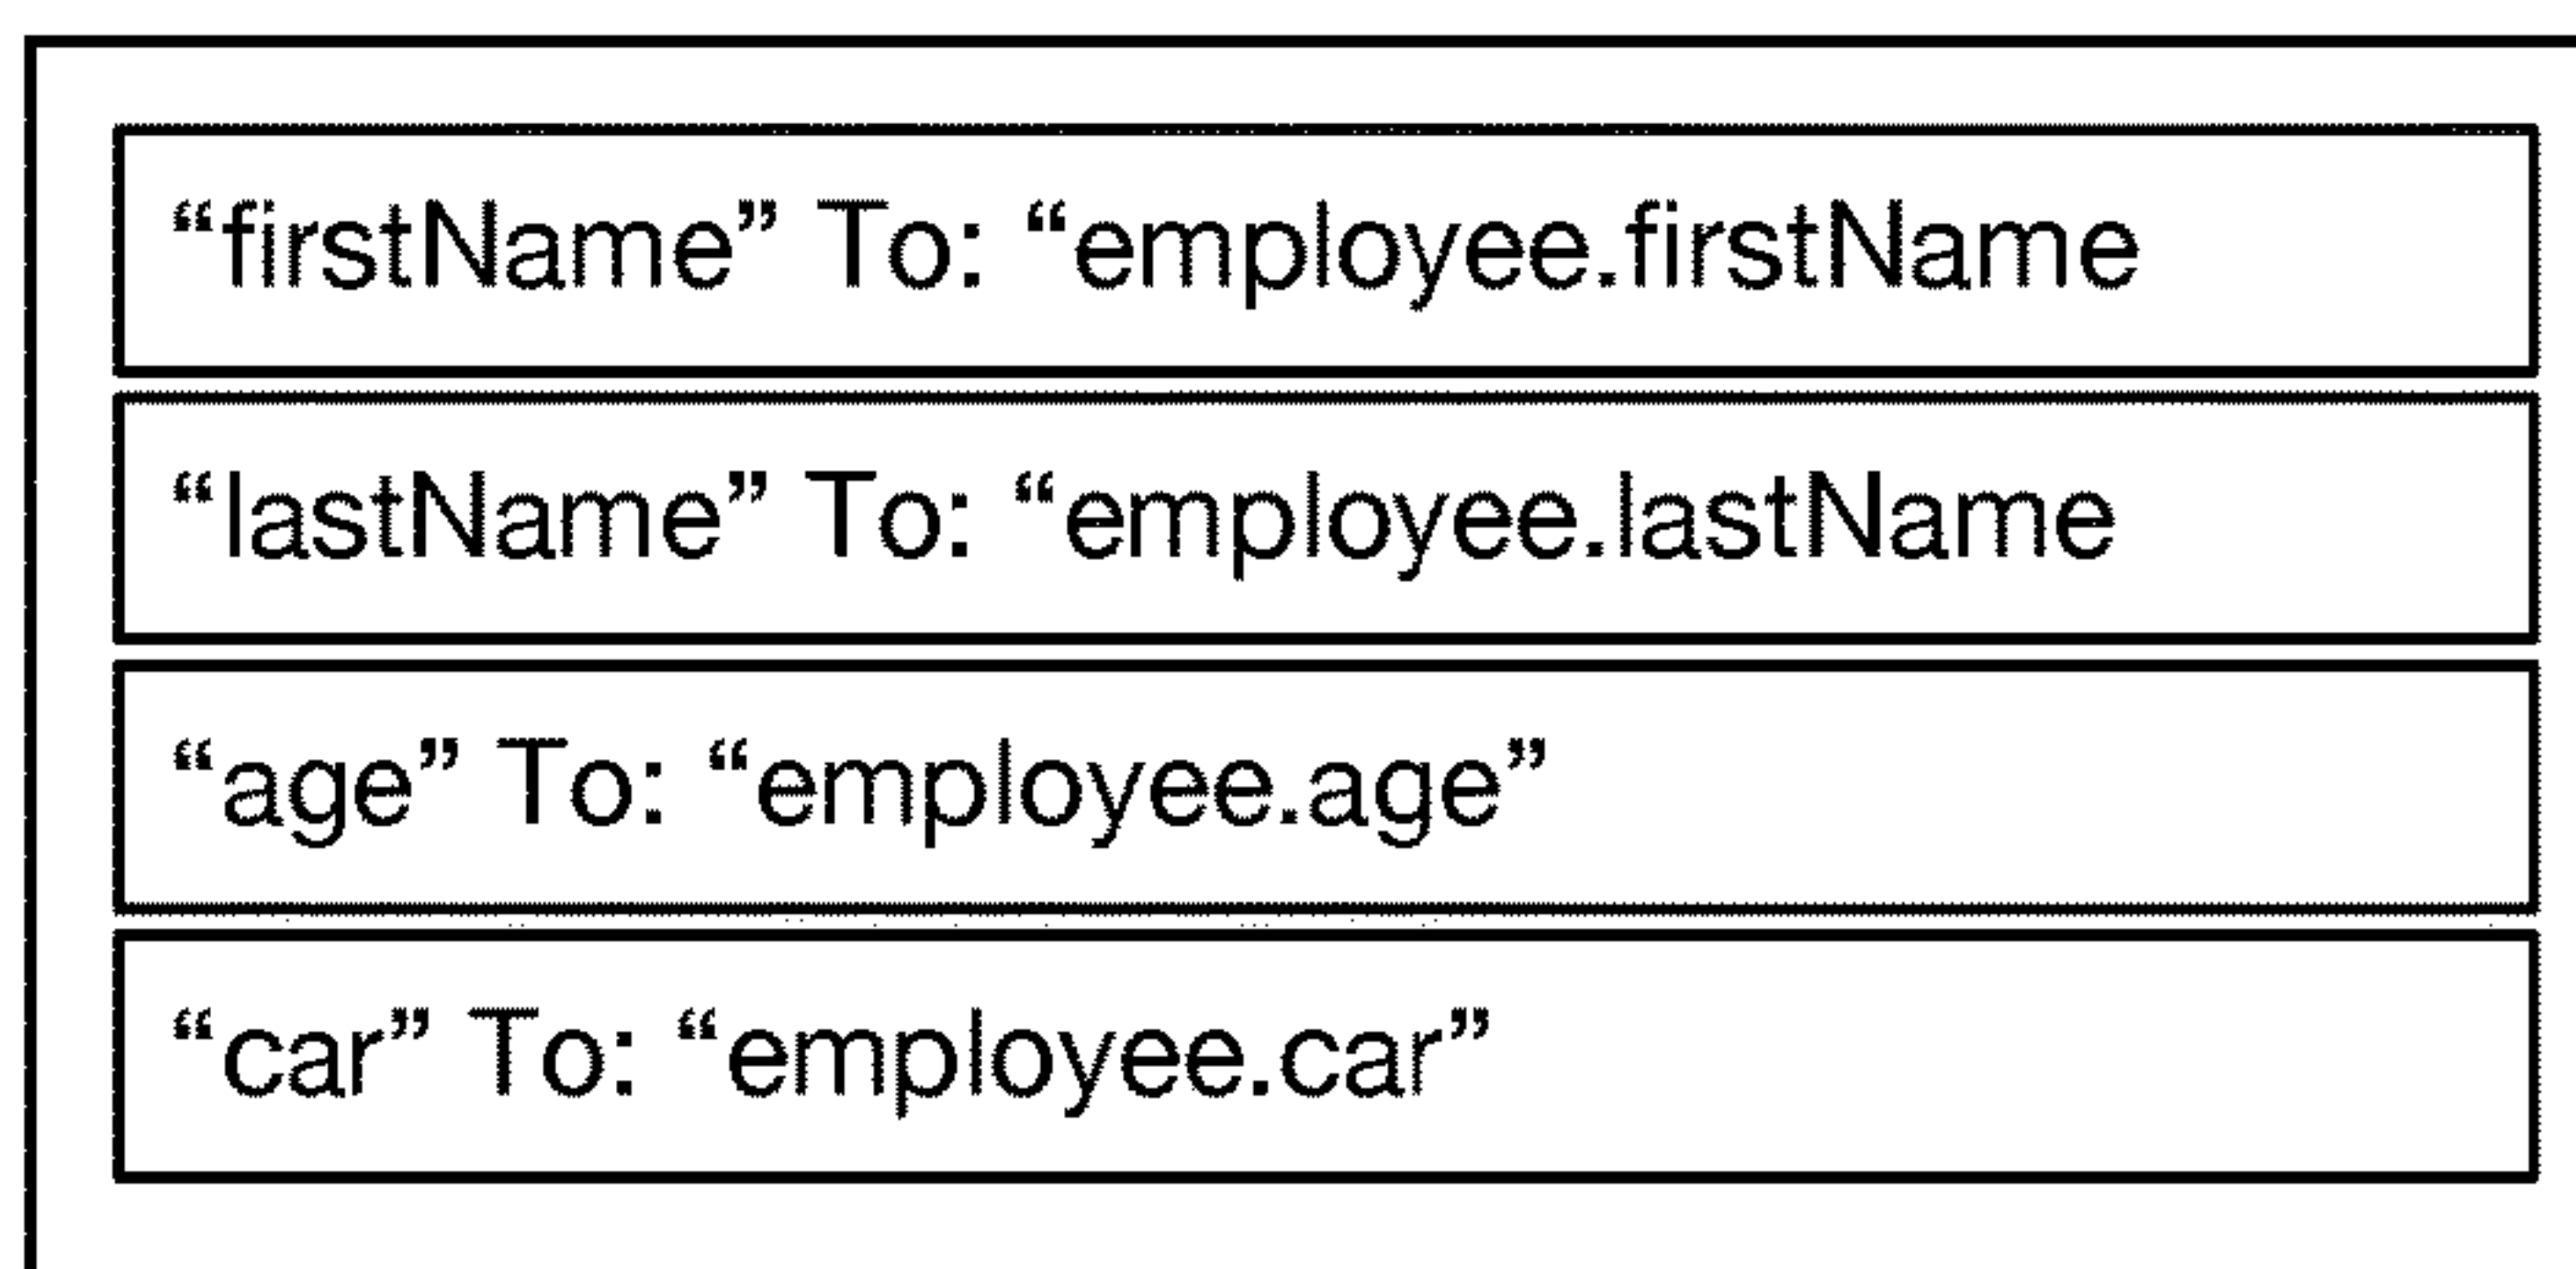 “firstName” To: “employee.firstName
“lastName” To: “employee.lastName
“age” To: “employee.age”
“car” To: “employee.car”